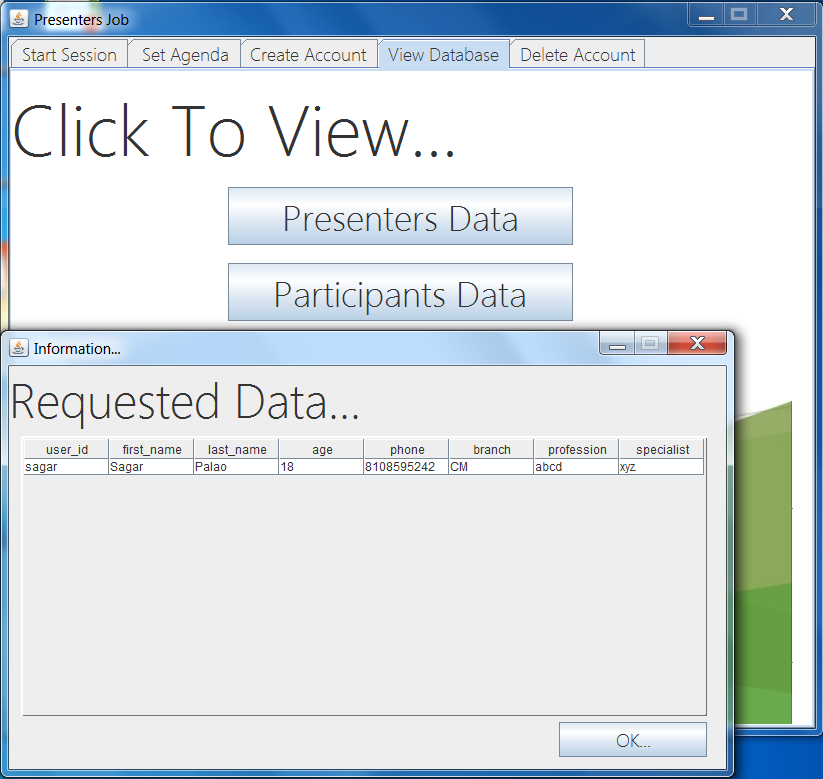 Presenters Job
Start Session Set Agenda Create Account View Database Delete Account
Click To View...
Presenters Data
Participants Data
Information...
Requested Data...
user_id first_name last_name age phone branch profession specialist
sagar Sagar Palao 18 8108595242 CM abcd xyz
OK...